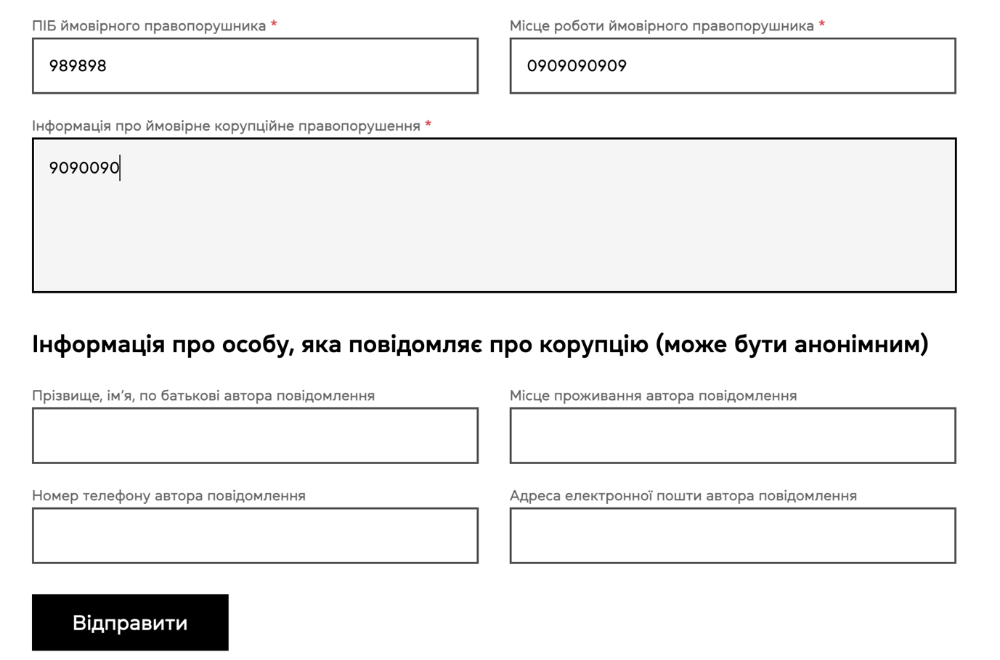 ПІБ ймовірного правопорушника *
Місце роботи ймовірного правопорушника *
989898
0909090909
Інформація про ймовірне корупційне правопорушення *
9090090
Інформація про особу, яка повідомляє про корупцію (може бути анонімним)
Прізвище, ім’я, по батькові автора повідомлення
Місце проживання автора повідомлення
Номер телефону автора повідомлення
Адреса електронної пошти автора повідомлення
Відправити